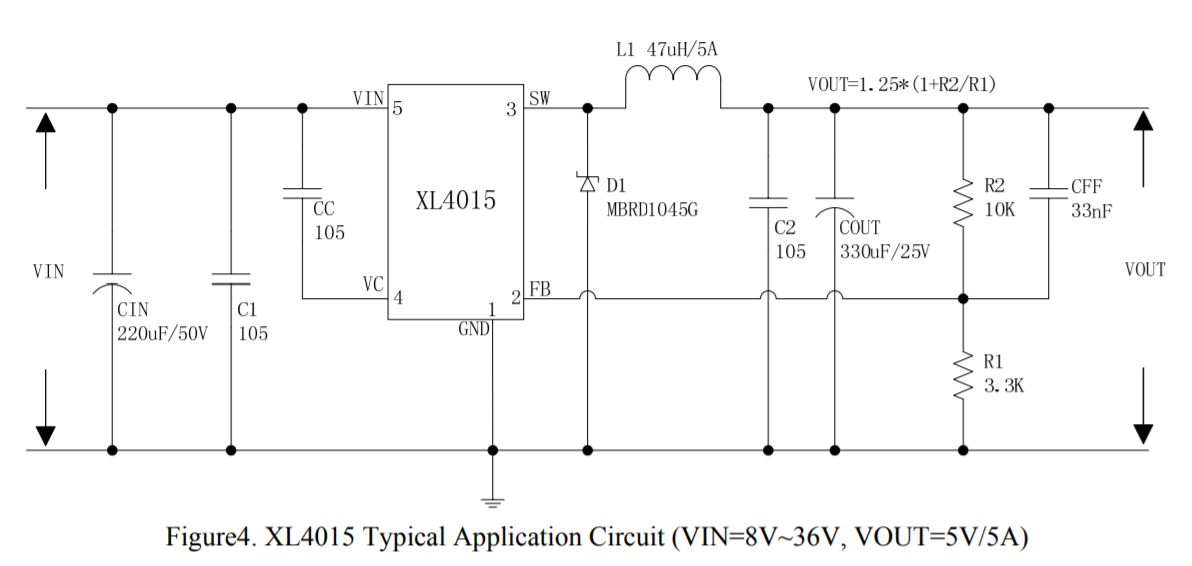 L1 47uH/5A
VOUT=1.25*(1+R2/R1)
VIN
5
3
SW
XL4015
CC
105
D1
MBRD1045G
R2
10K
CFF
33nF
C2
105
COUT
330uF/25V
VIN
VOUT
VC
4
2
FB
1
GND
CIN
220uF/50V
C1
105
R1
3.3K
Figure4. XL4015 Typical Application Circuit (VIN=8V~36V, VOUT=5V/5A)